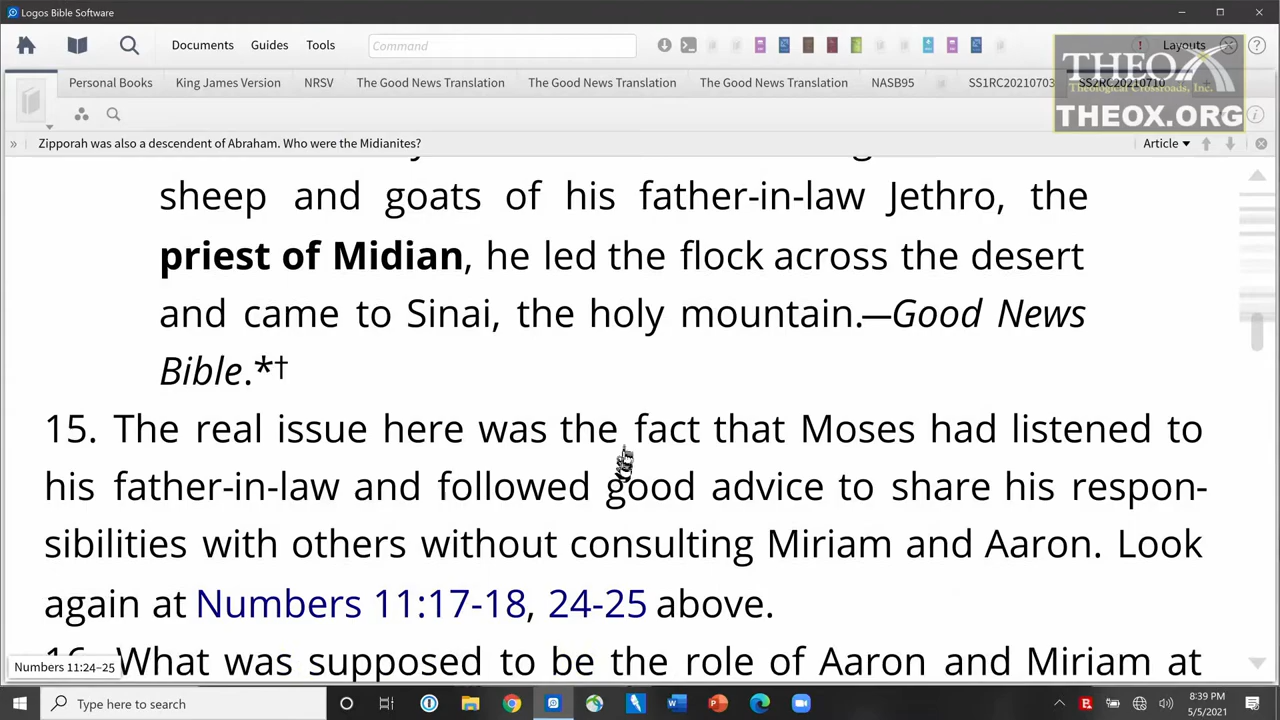 Logos Bible Software
Documents Guides Tools Command Layouts
Personal Books King James Version NRSV The Good News Translation The Good News Translation The Good News Translation NASB95 SS1RC20210703 SS2RC20210710
THEOX
Theological Crossroads, Inc.
THEOX.ORG
» Zipporah was also a descendent of Abraham. Who were the Midianites? Article
sheep and goats of his father-in-law Jethro, the
priest of Midian, he led the flock across the desert
and came to Sinai, the holy mountain.—Good News
Bible.*†
15. The real issue here was the fact that Moses had listened to
his father-in-law and followed good advice to share his respon-
sibilities with others without consulting Miriam and Aaron. Look
again at Numbers 11:17-18, 24-25 above.
What was supposed to be the role of Aaron and Miriam at
Numbers 11:24–25
Type here to search
8:39 PM
5/5/2021